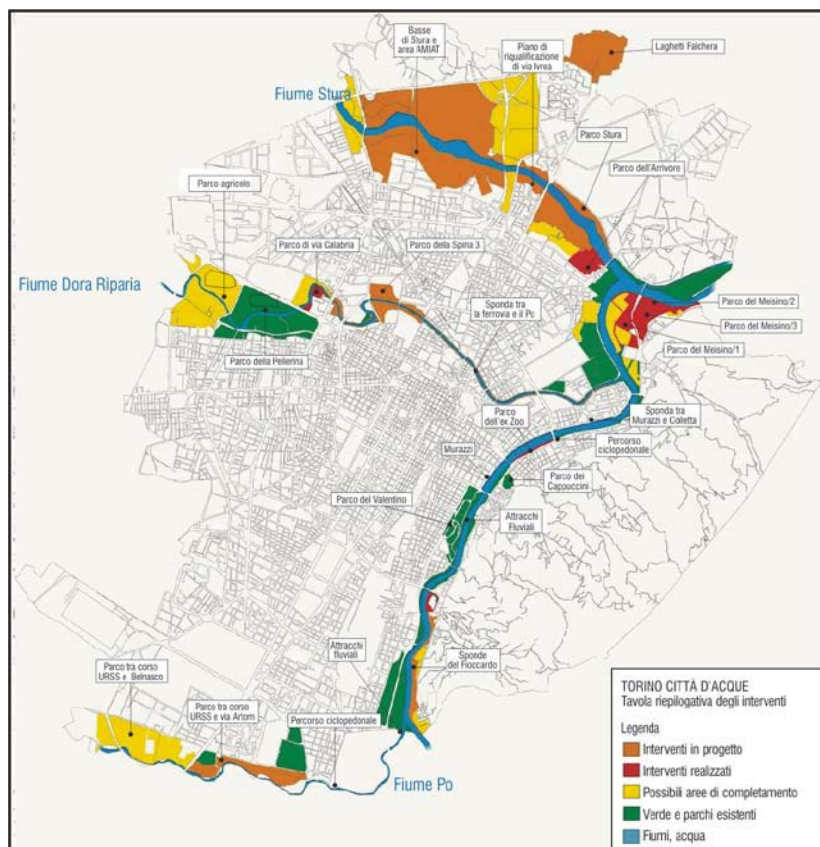 Basse
di Stura e
area AMIAT
Piano di
riqualificazione
di via Ivrea
Laghetti Falchera
Fiume Stura
Parco Stura
Parco dell'Arrivore
Parco agricolo
Parco di via Calabria
Parco della Spina 3
Fiume Dora Riparia
Sponda tra
la ferrovia e il Po
Parco del Meisino/2
Parco del Meisino/3
Parco del Meisino/1
Parco della Pellerina
Parco
dell'ex Zoo
Sponda tra
Murazzi e Colletta
Murazzi
Percorso
ciclopedonale
Parco dei
Capouccini
Parco del Valentino
Attracchi
Fluviali
Attracchi
fluviali
Sponde
del Fioccardo
Parco tra corso
URSS e Beinasco
Parco tra corso
URSS e via Artom
Percorso ciclopedonale
Fiume Po
TORINO CITTÀ D'ACQUE
Tavola riepilogativa degli interventi
Legenda
Interventi in progetto
Interventi realizzati
Possibili aree di completamento
Verde e parchi esistenti
Fiumi, acqua